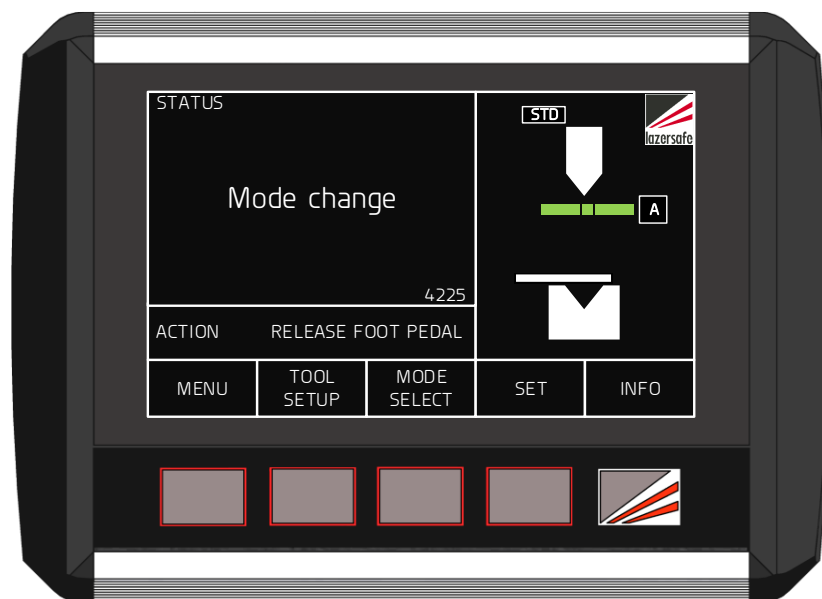 STATUS
Mode change
4225
ACTION RELEASE FOOT PEDAL
STD
lazersafe
A
MENU
TOOL
SETUP
MODE
SELECT
SET
INFO